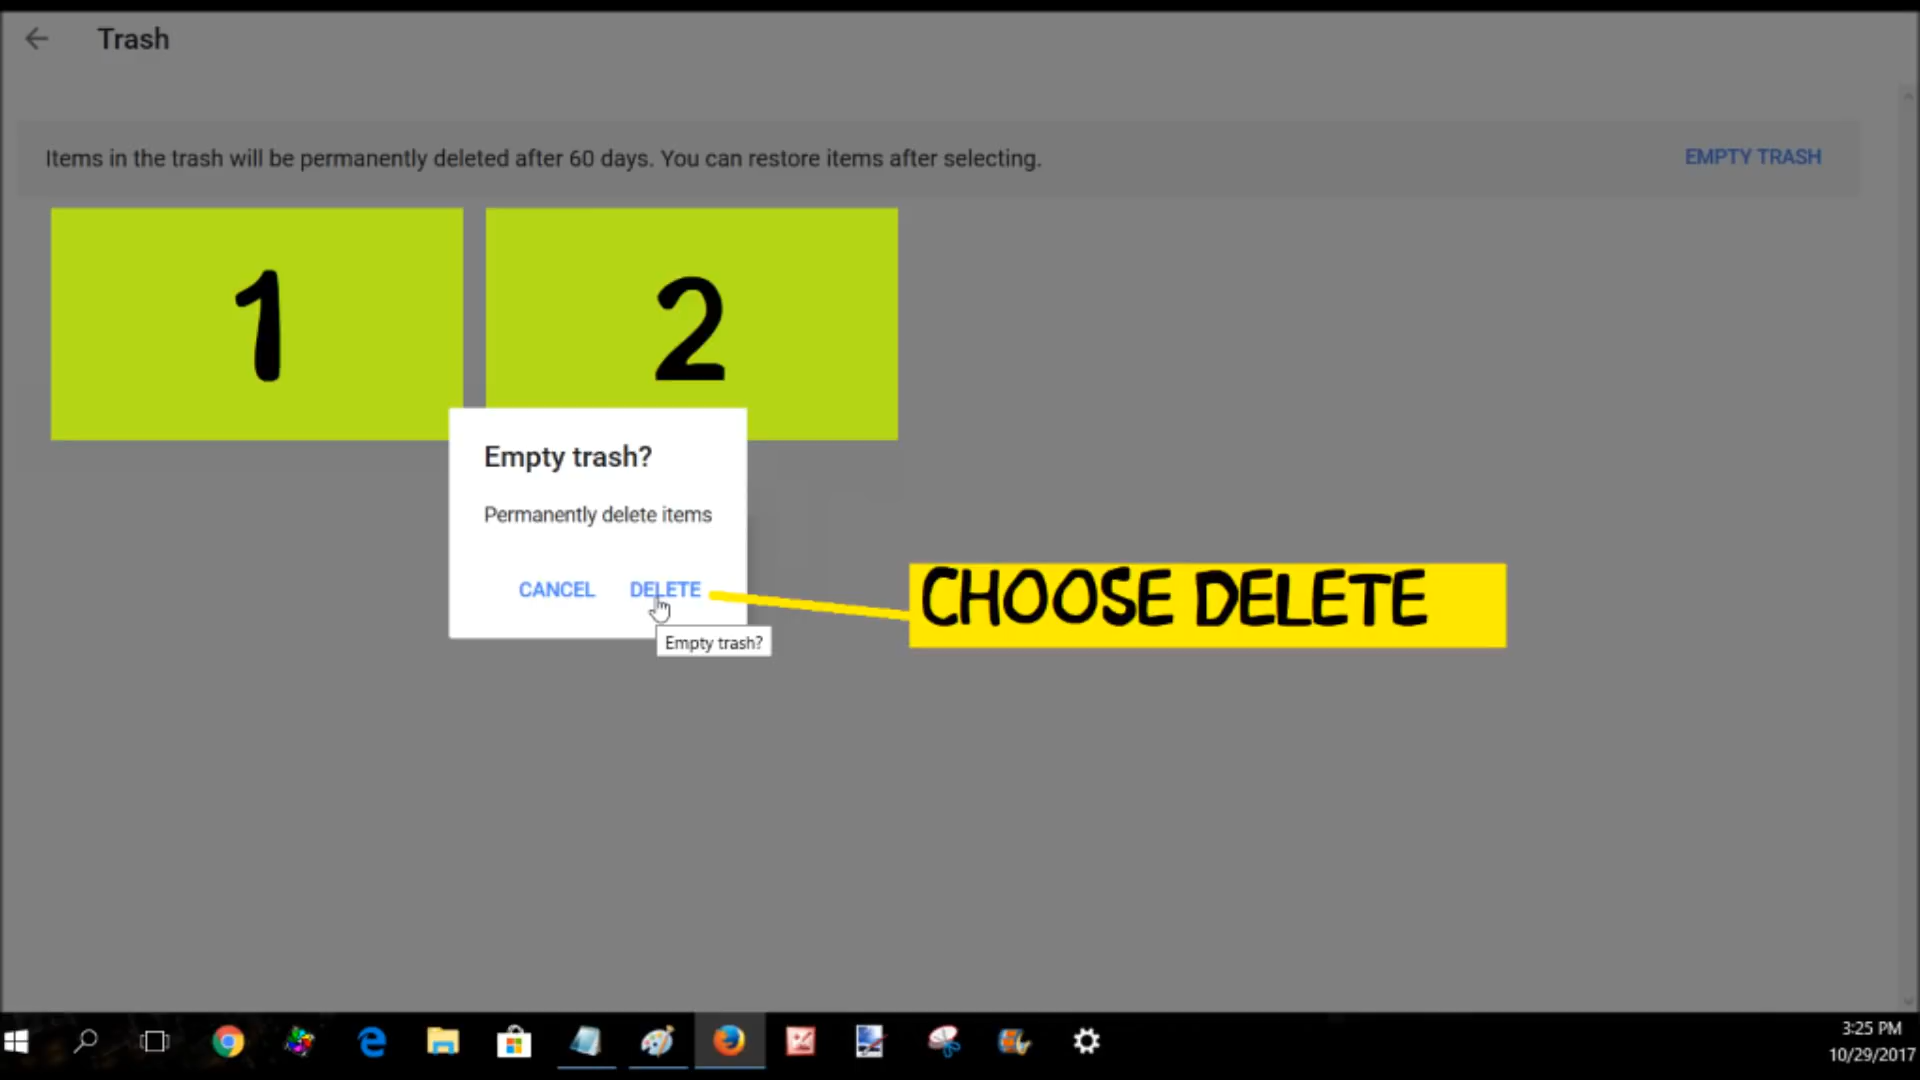 Trash
Items in the trash will be permanently deleted after 60 days. You can restore items after selecting.
EMPTY TRASH
1
2
Empty trash?
Permanently delete items
CANCEL
DELETE
Empty trash?
CHOOSE DELETE
3:25 PM
10/29/2017